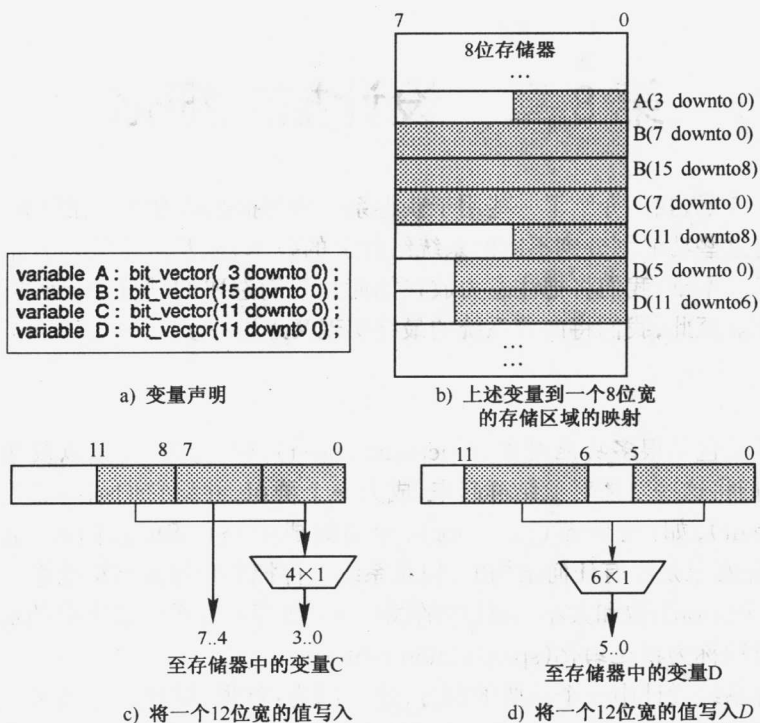 7 0
8位存储器
…
A(3 downto 0)
B(7 downto 0)
B(15 downto8)
C(7 downto 0)
C(11 downto8)
D(5 downto 0)
D(11 downto6)
…
…
variable A : bit_vector( 3 downto 0) ;
variable B : bit_vector(15 downto 0) ;
variable C : bit_vector(11 downto 0) ;
variable D : bit_vector(11 downto 0) ;
a) 变量声明
b) 上述变量到一个8位宽
的存储区域的映射
11 8 7 0
4×1
7..4 3..0
至存储器中的变量C
c) 将一个12位宽的值写入
11 6 5 0
6×1
5..0
至存储器中的变量D
d) 将一个12位宽的值写入D